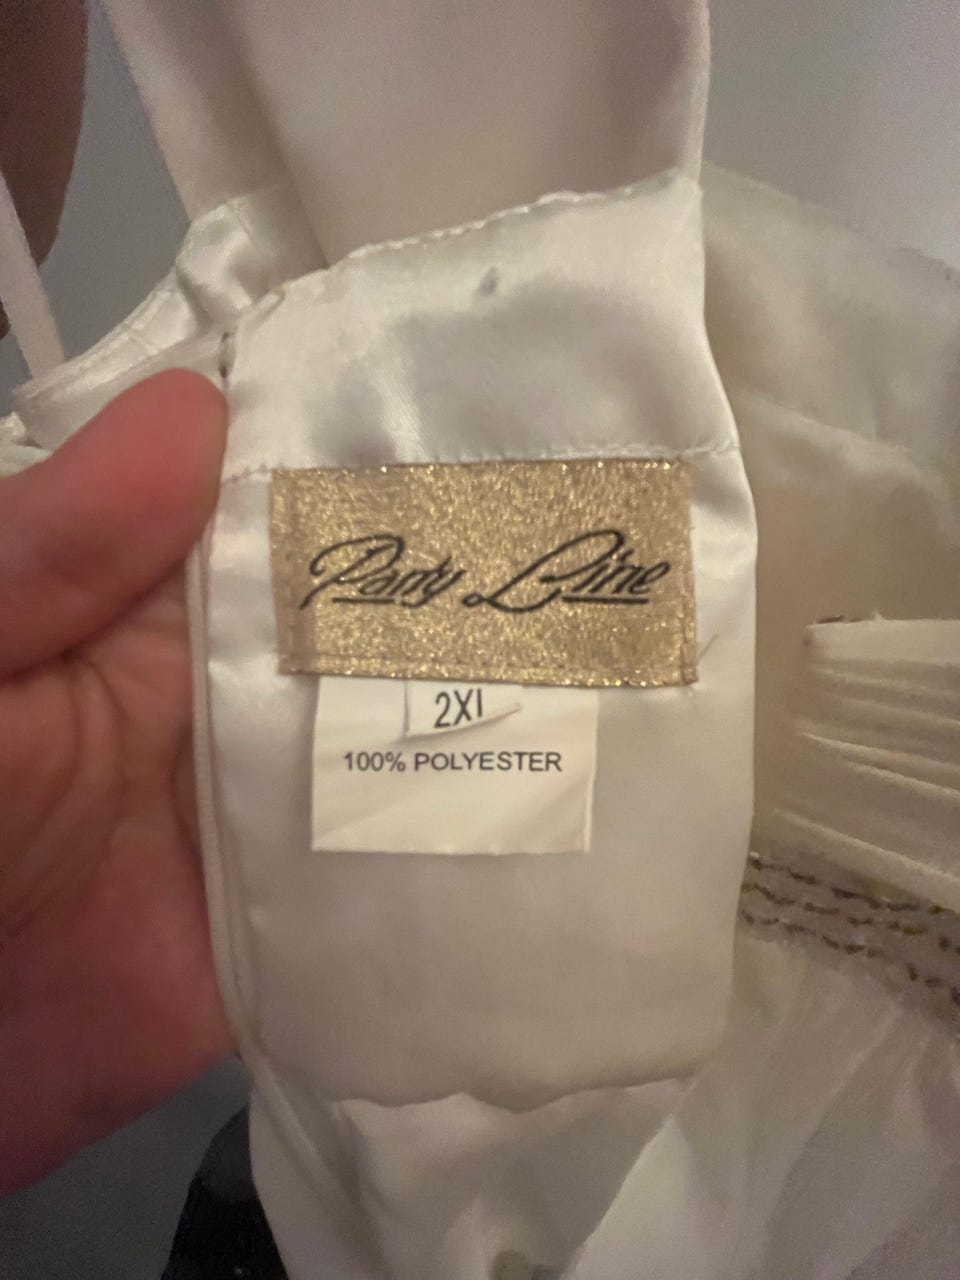 Party Line
2XL
100% POLYESTER